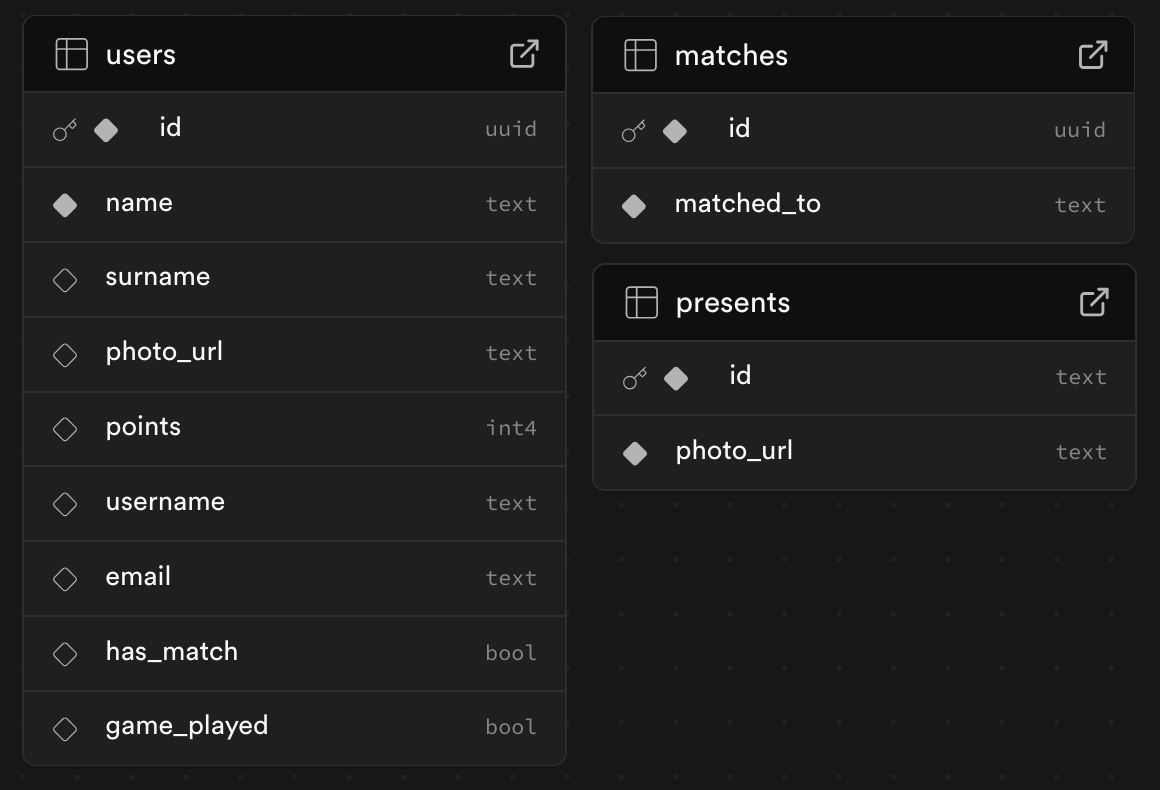 users
id uuid
name text
surname text
photo_url text
points int4
username text
email text
has_match bool
game_played bool
matches
id uuid
matched_to text
presents
id text
photo_url text